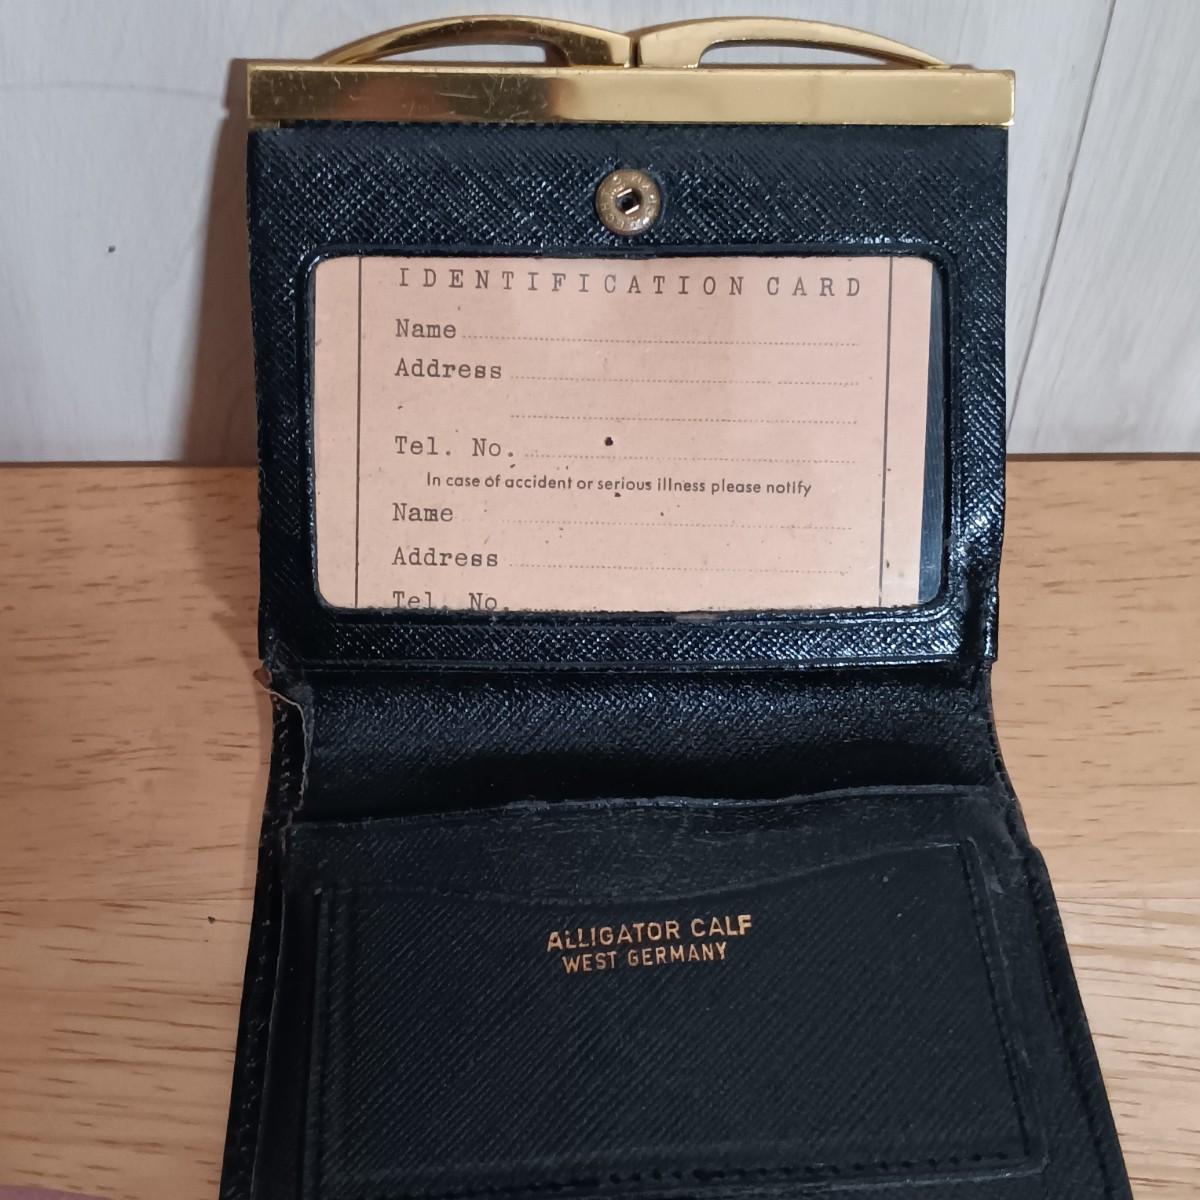 IDENTIFICATION CARD
Name
Address
Tel. No.
In case of accident or serious illness please notify
Name
Address
Tel. No.
ALLIGATOR CALF
WEST GERMANY